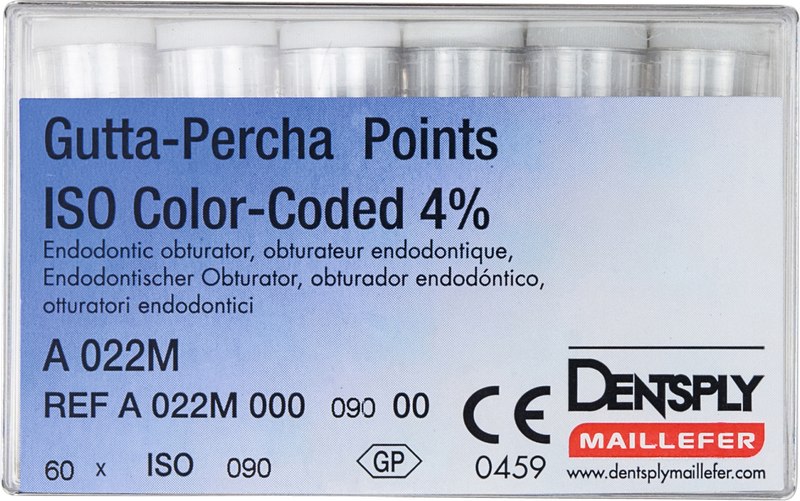 Gutta-Percha Points
ISO Color-Coded 4%
Endodontic obturator, obturateur endodontique,
Endodontischer Obturator, obturador endodóntico,
otturatori endodontici
A 022M
REF A 022M 000 090 00
60 x ISO 090
GP
CE
0459
DENTSPLY
MAILLEFER
www.dentsplymaillefer.com